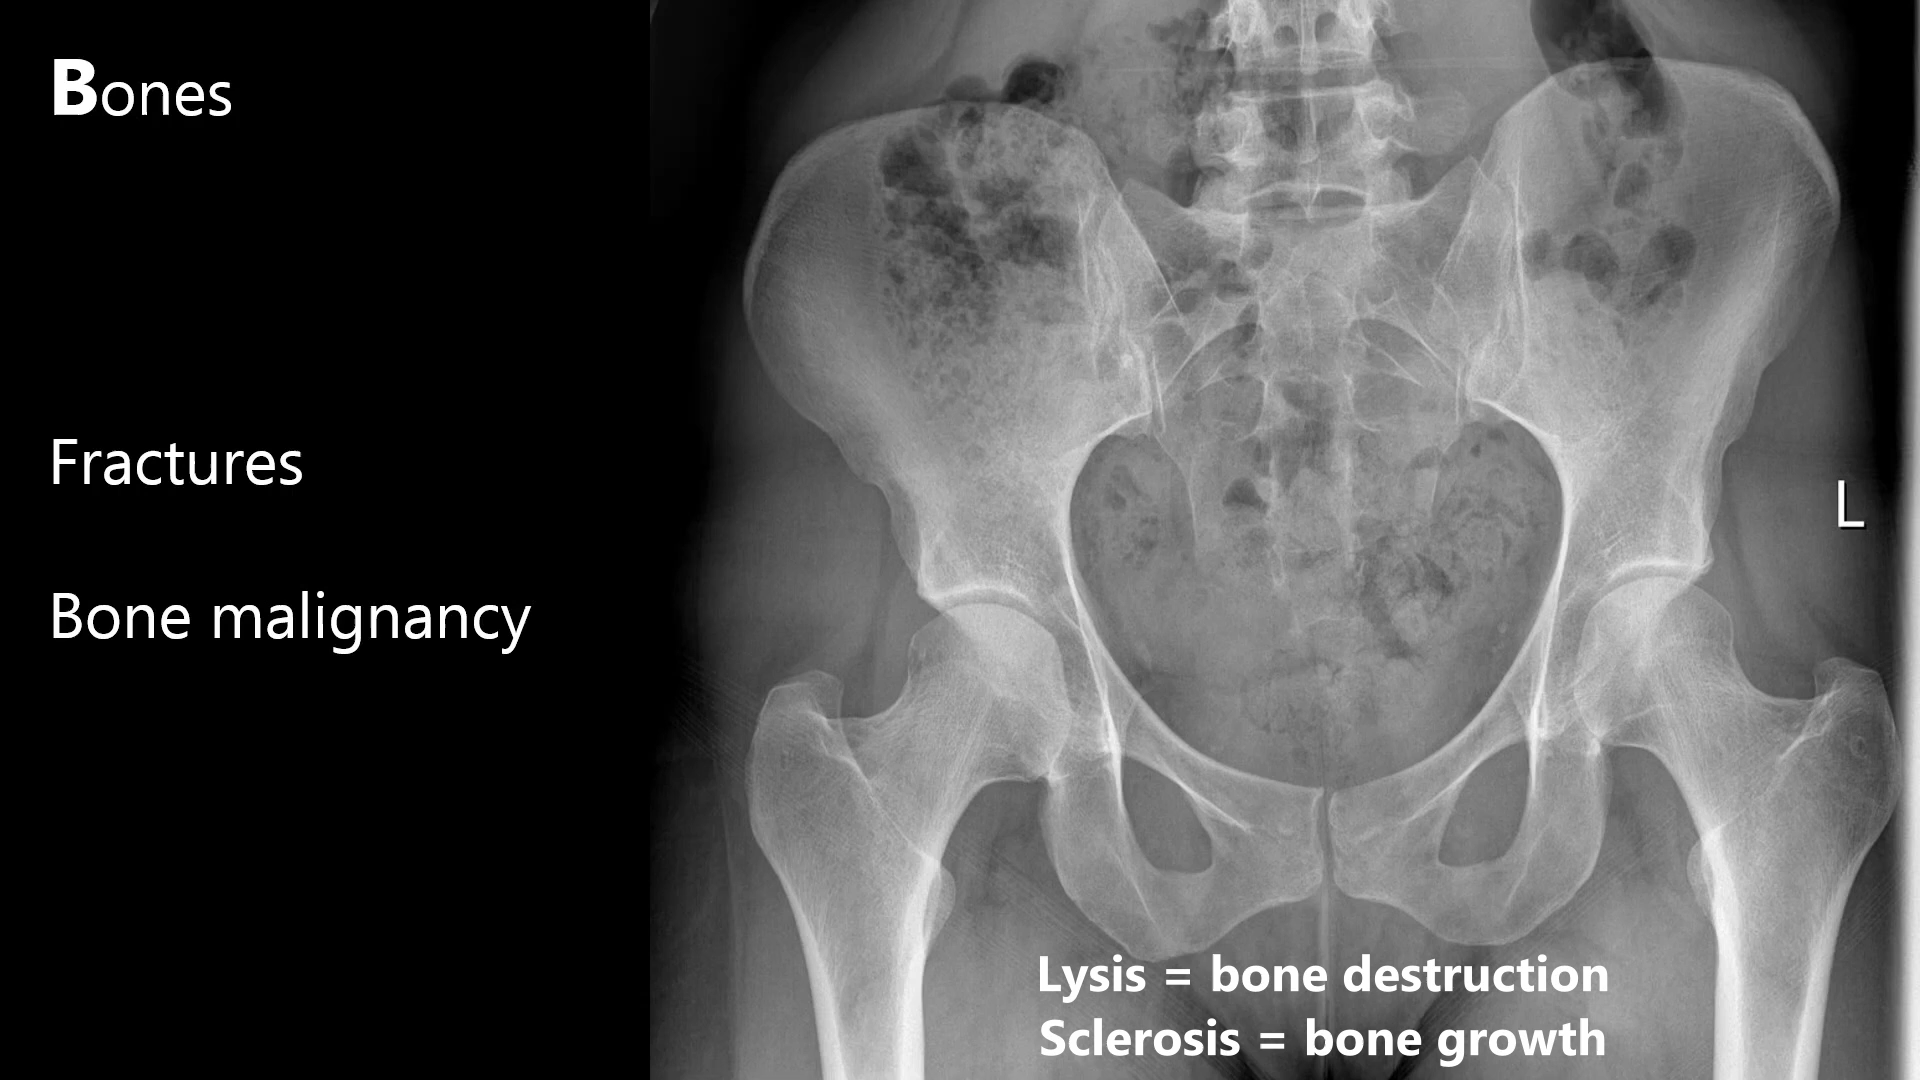 Bones
Fractures
Bone malignancy
L
Lysis = bone destruction
Sclerosis = bone growth